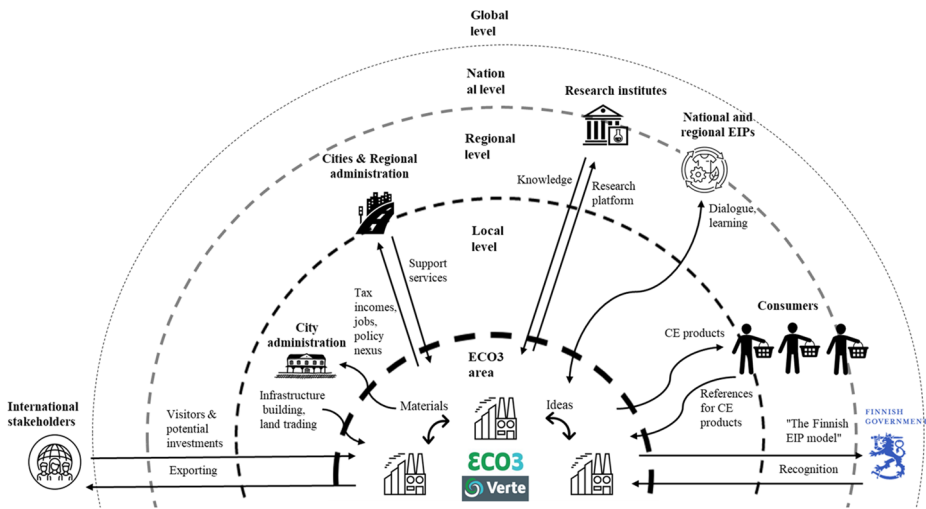 Global
level
Nation
al level
Research institutes
National and
regional EIPs
Regional
level
Cities & Regional
administration
Knowledge
Research
platform
Dialogue,
learning
Local
level
Support
services
Tax
incomes,
jobs,
policy
nexus
Consumers
City
administration
CE products
ECO3
area
Infrastructure
building,
land trading
Materials
Ideas
References
for CE
products
International
stakeholders
Visitors &
potential
investments
"The Finnish
EIP model"
FINNISH
GOVERNMENT
Exporting
ECO3
Verte
Recognition